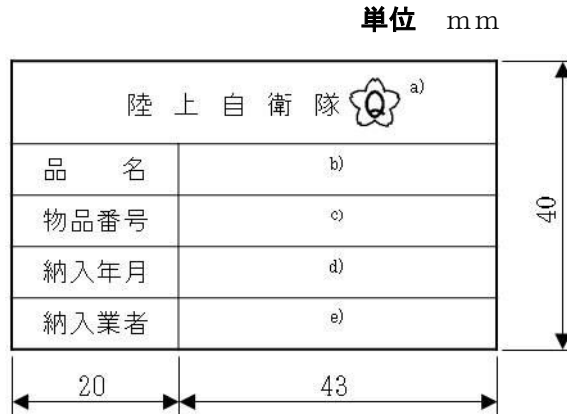 単位 mm
陸上自衛隊 Q a)
品名 b)
物品番号 c)
納入年月 d)
納入業者 e)
40
20 43